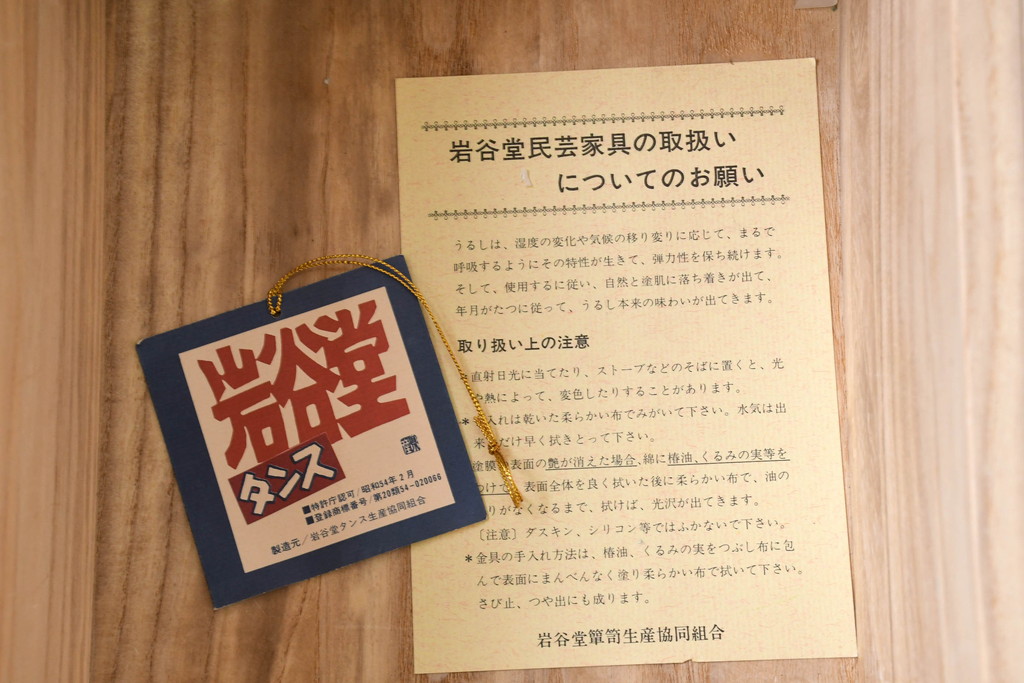 岩谷堂
タンス
■特許庁認可/昭和54年2月
■登録商標番号/第20類54-020066
製造元/岩谷堂タンス生産協同組合
岩谷堂民芸家具の取扱い
についてのお願い
うるしは、湿度の変化や気候の移り変りに応じて、まるで
呼吸するようにその特性が生きて、弾力性を保ち続けます。
そして、使用するに従い、自然と塗肌に落ち着きが出て、
年月がたつに従って、うるし本来の味わいが出てきます。
取り扱い上の注意
直射日光に当てたり、ストーブなどのそばに置くと、光
や熱によって、変色したりすることがあります。
*手入れは乾いた柔らかい布でみがいて下さい。水気は出
来 だけ早く拭きとって下さい。
塗膜 表面の艶が消えた場合、綿に椿油、くるみの実等を
つけて、表面全体を良く拭いた後に柔らかい布で、油の
りがなくなるまで、拭けば、光沢が出てきます。
〔注意〕ダスキン、シリコン等ではふかないで下さい。
*金具の手入れ方法は、椿油、くるみの実をつぶし布に包
んで表面にまんべんなく塗り柔らかい布で拭いて下さい。
さび止、つや出にも成ります。
岩谷堂簞笥生産協同組合